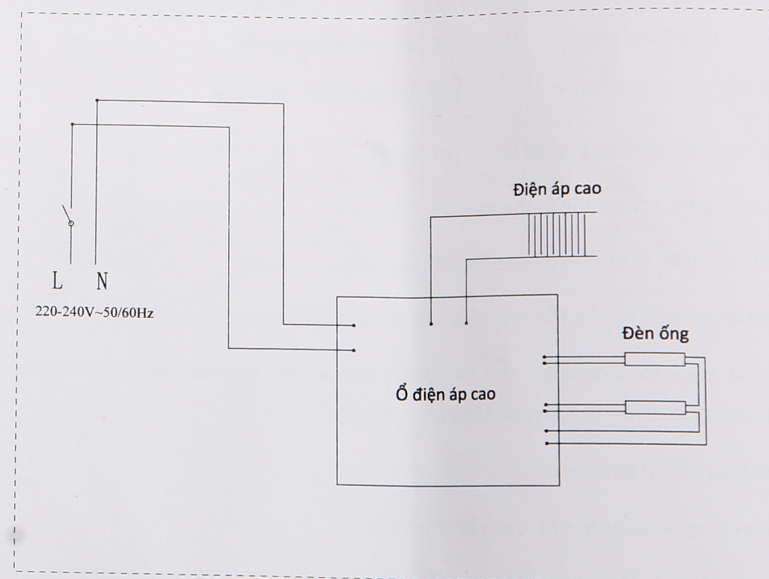 Điện áp cao
L N
220-240V~50/60Hz
Đèn ống
Ổ điện áp cao